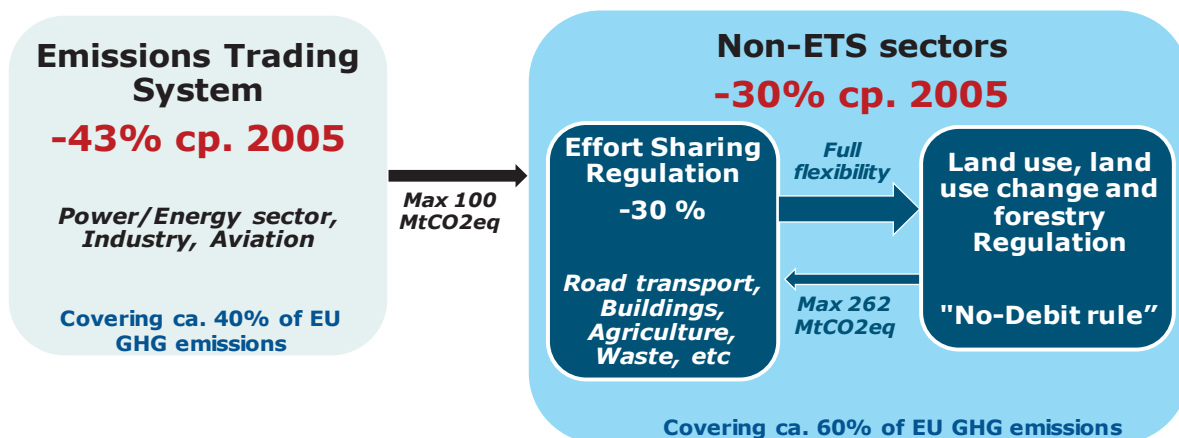 Emissions Trading
System
-43% cp. 2005
Power/Energy sector,
Industry, Aviation
Covering ca. 40% of EU
GHG emissions
Max 100
MtCO2eq
Non-ETS sectors
-30% cp. 2005
Effort Sharing
Regulation
-30 %
Road transport,
Buildings,
Agriculture,
Waste, etc
Full
flexibility
Max 262
MtCO2eq
Land use, land
use change and
forestry
Regulation
"No-Debit rule”
Covering ca. 60% of EU GHG emissions